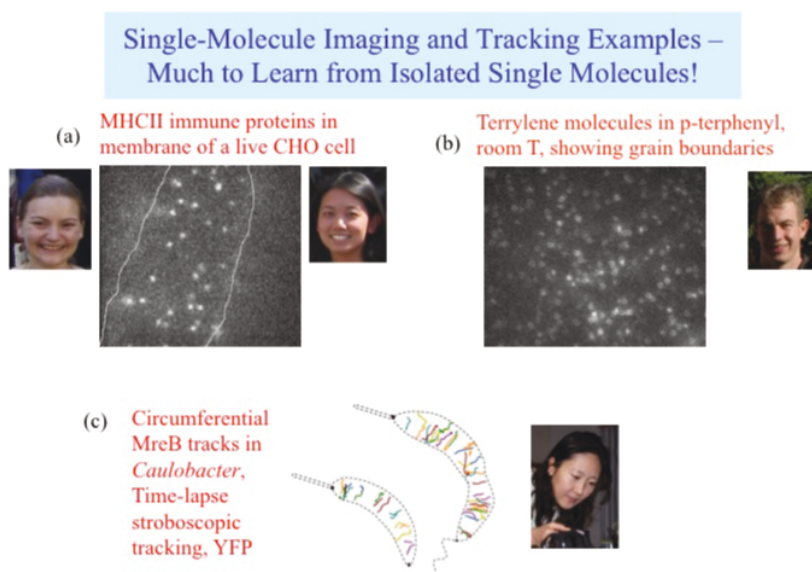 Single-Molecule Imaging and Tracking Examples –
Much to Learn from Isolated Single Molecules!
(a)
MHCII immune proteins in
membrane of a live CHO cell
(b)
Terrylene molecules in p-terphenyl,
room T, showing grain boundaries
(c)
Circumferential
MreB tracks in
Caulobacter,
Time-lapse
stroboscopic
tracking, YFP